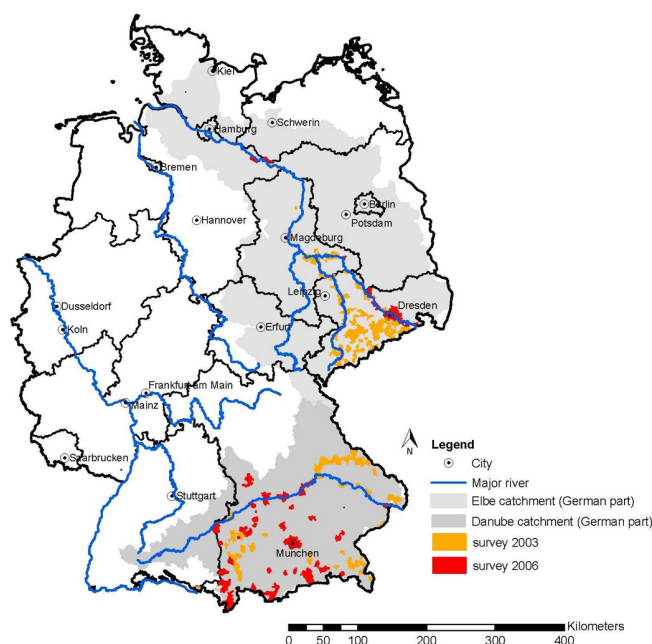 Kiel
Schwerin
Hamburg
Bremen
Berlin
Hannover
Potsdam
Magdeburg
Leipzig
Dusseldorf
Dresden
Koln
Erfurt
Frankfurt am Main
Mainz
Saarbrucken
Stuttgart
Munchen
N
Legend
City
Major river
Elbe catchment (German part)
Danube catchment (German part)
survey 2003
survey 2006
Kilometers
0 50 100 200 300 400